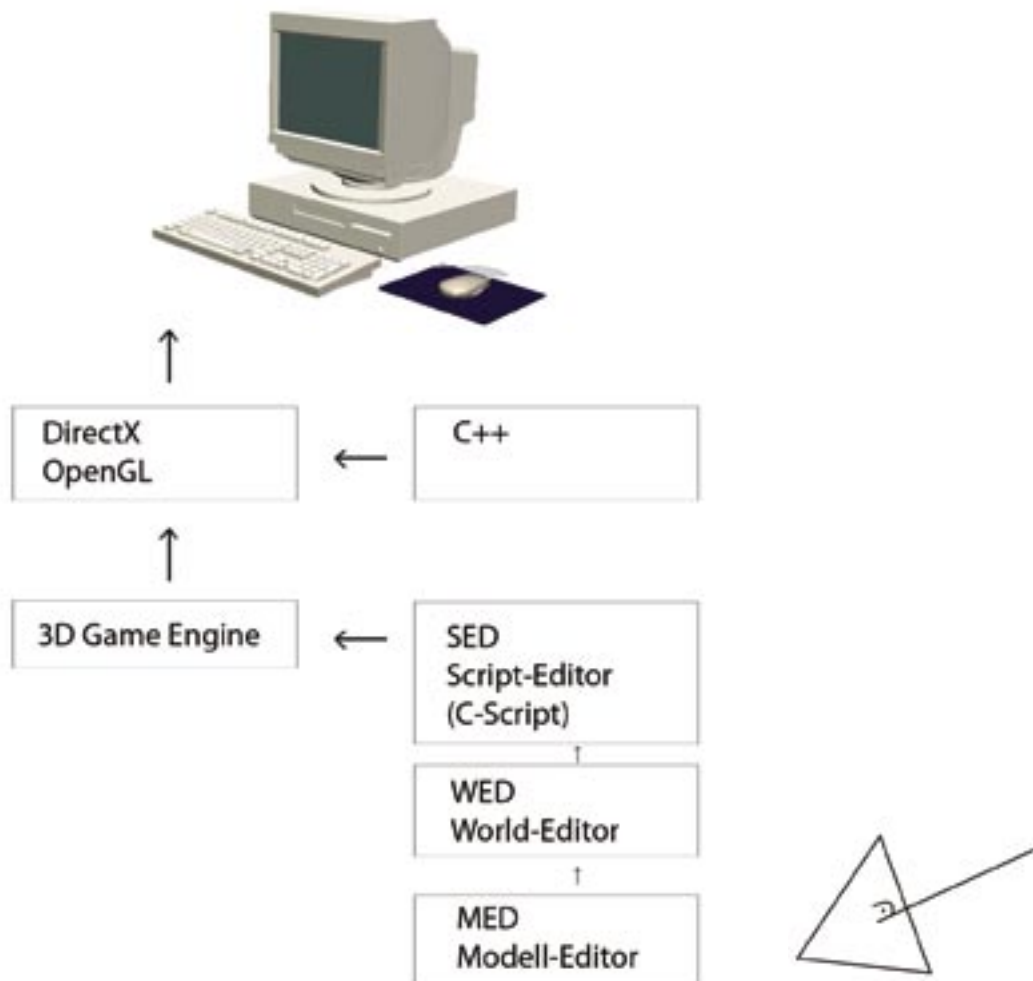 DirectX
OpenGL
C++
3D Game Engine
SED
Script-Editor
(C-Script)
WED
World-Editor
MED
Modell-Editor